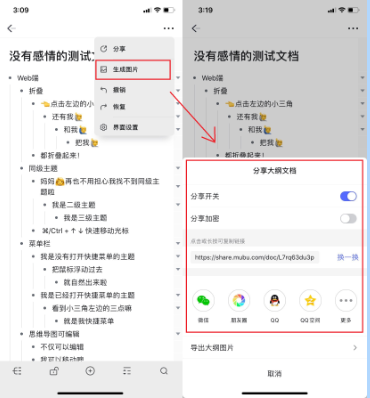 3:09
没有感情的测试文
分享
生成图片
撤销
恢复
界面设置
Web端
折叠
👈点击左边的小
还有我🙋
和我🙋
把我🙋
都折叠起来!
同级主题
妈妈👩再也不用担心我找不到同级主
题啦
我是二级主题
我是三级主题
⌘/Ctrl + ↑ ↓ 快速移动光标
菜单栏
我是没有打开快捷菜单的主题
把鼠标浮动过去
就自然出来啦
我是已经打开快捷菜单的主题
看到小三角左边的三点嘛
就是我快捷菜单
思维导图可编辑
不仅可以编辑
我可以移动喷
3:19
没有感情的测试文档
Web端
折叠
👈点击左边的小三角
还有我🙋
和我🙋
把我🙋
都折叠起来!
分享大纲文档
分享开关
分享加密
点击或长按可复制链接
https://share.mubu.com/doc/L7rq63du3p
换一换
微信
朋友圈
QQ
QQ空间
更多
导出大纲图片
取消